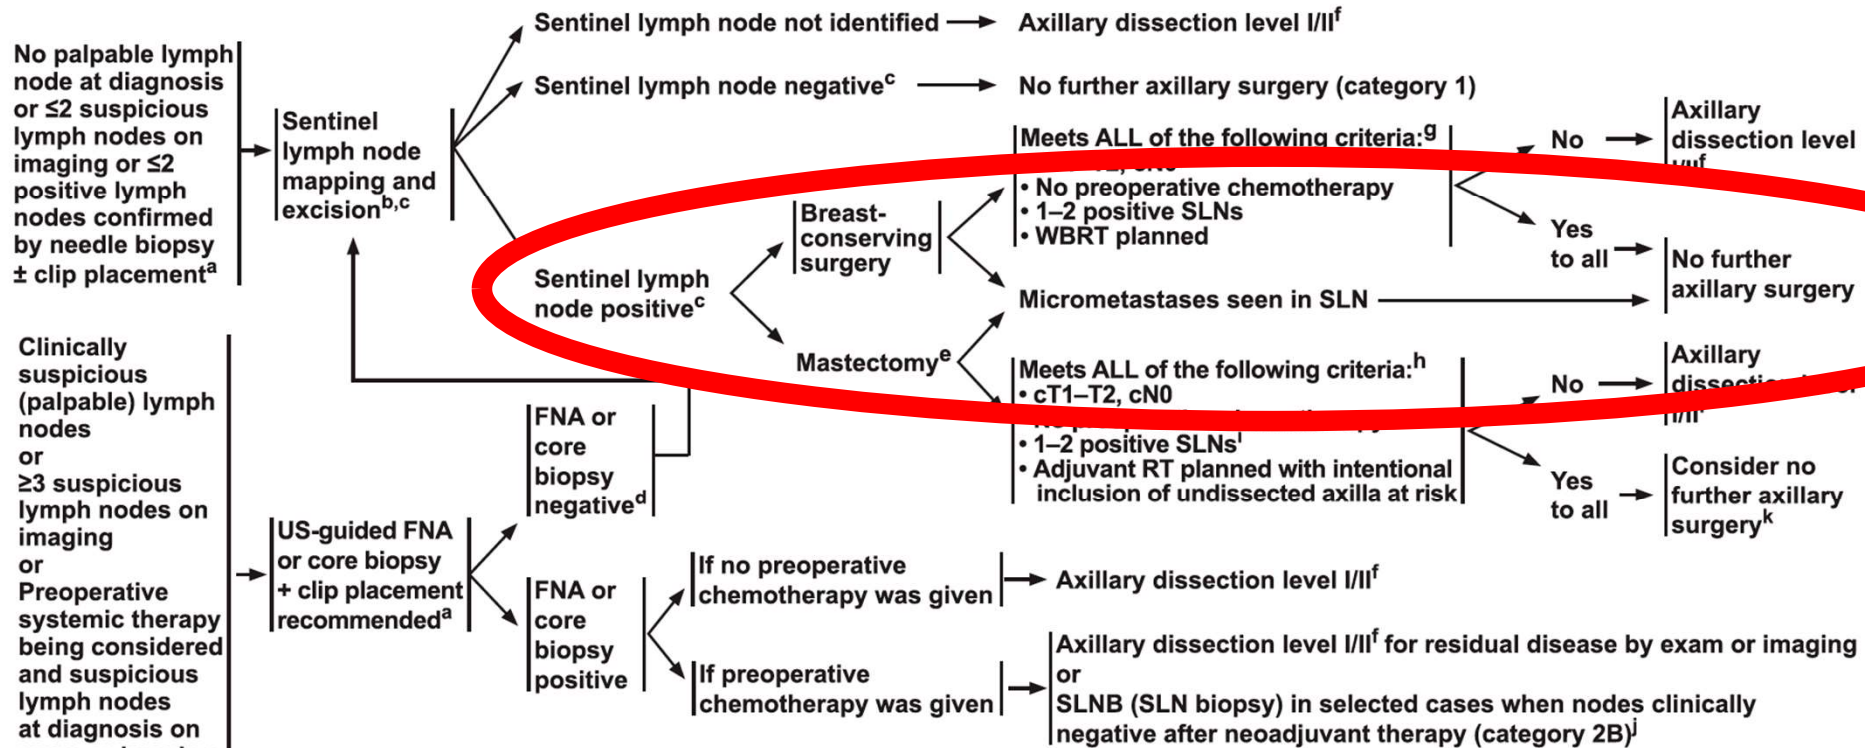 No palpable lymph
node at diagnosis
or ≤2 suspicious
lymph nodes on
imaging or ≤2
positive lymph
nodes confirmed
by needle biopsy
± clip placementᵃ
Sentinel
lymph node
mapping and
excisionᵇ,ᶜ
Sentinel lymph node not identified
Axillary dissection level I/IIᶠ
Sentinel lymph node negativeᶜ
No further axillary surgery (category 1)
Sentinel lymph
node positiveᶜ
Breast-
conserving
surgery
Meets ALL of the following criteria:ᵍ
• No preoperative chemotherapy
• 1–2 positive SLNs
• WBRT planned
No
Axillary
dissection level
Yes
to all
No further
axillary surgery
Micrometastases seen in SLN
Mastectomyᵉ
Meets ALL of the following criteria:ʰ
• cT1–T2, cN0
• 1–2 positive SLNsⁱ
• Adjuvant RT planned with intentional
inclusion of undissected axilla at risk
No
Axillary
Yes
to all
Consider no
further axillary
surgeryᵏ
Clinically
suspicious
(palpable) lymph
nodes
or
≥3 suspicious
lymph nodes on
imaging
or
Preoperative
systemic therapy
being considered
and suspicious
lymph nodes
at diagnosis on
US-guided FNA
or core biopsy
+ clip placement
recommendedᵃ
FNA or
core
biopsy
negativeᵈ
FNA or
core
biopsy
positive
If no preoperative
chemotherapy was given
Axillary dissection level I/IIᶠ
If preoperative
chemotherapy was given
Axillary dissection level I/IIᶠ for residual disease by exam or imaging
or
SLNB (SLN biopsy) in selected cases when nodes clinically
negative after neoadjuvant therapy (category 2B)ʲ